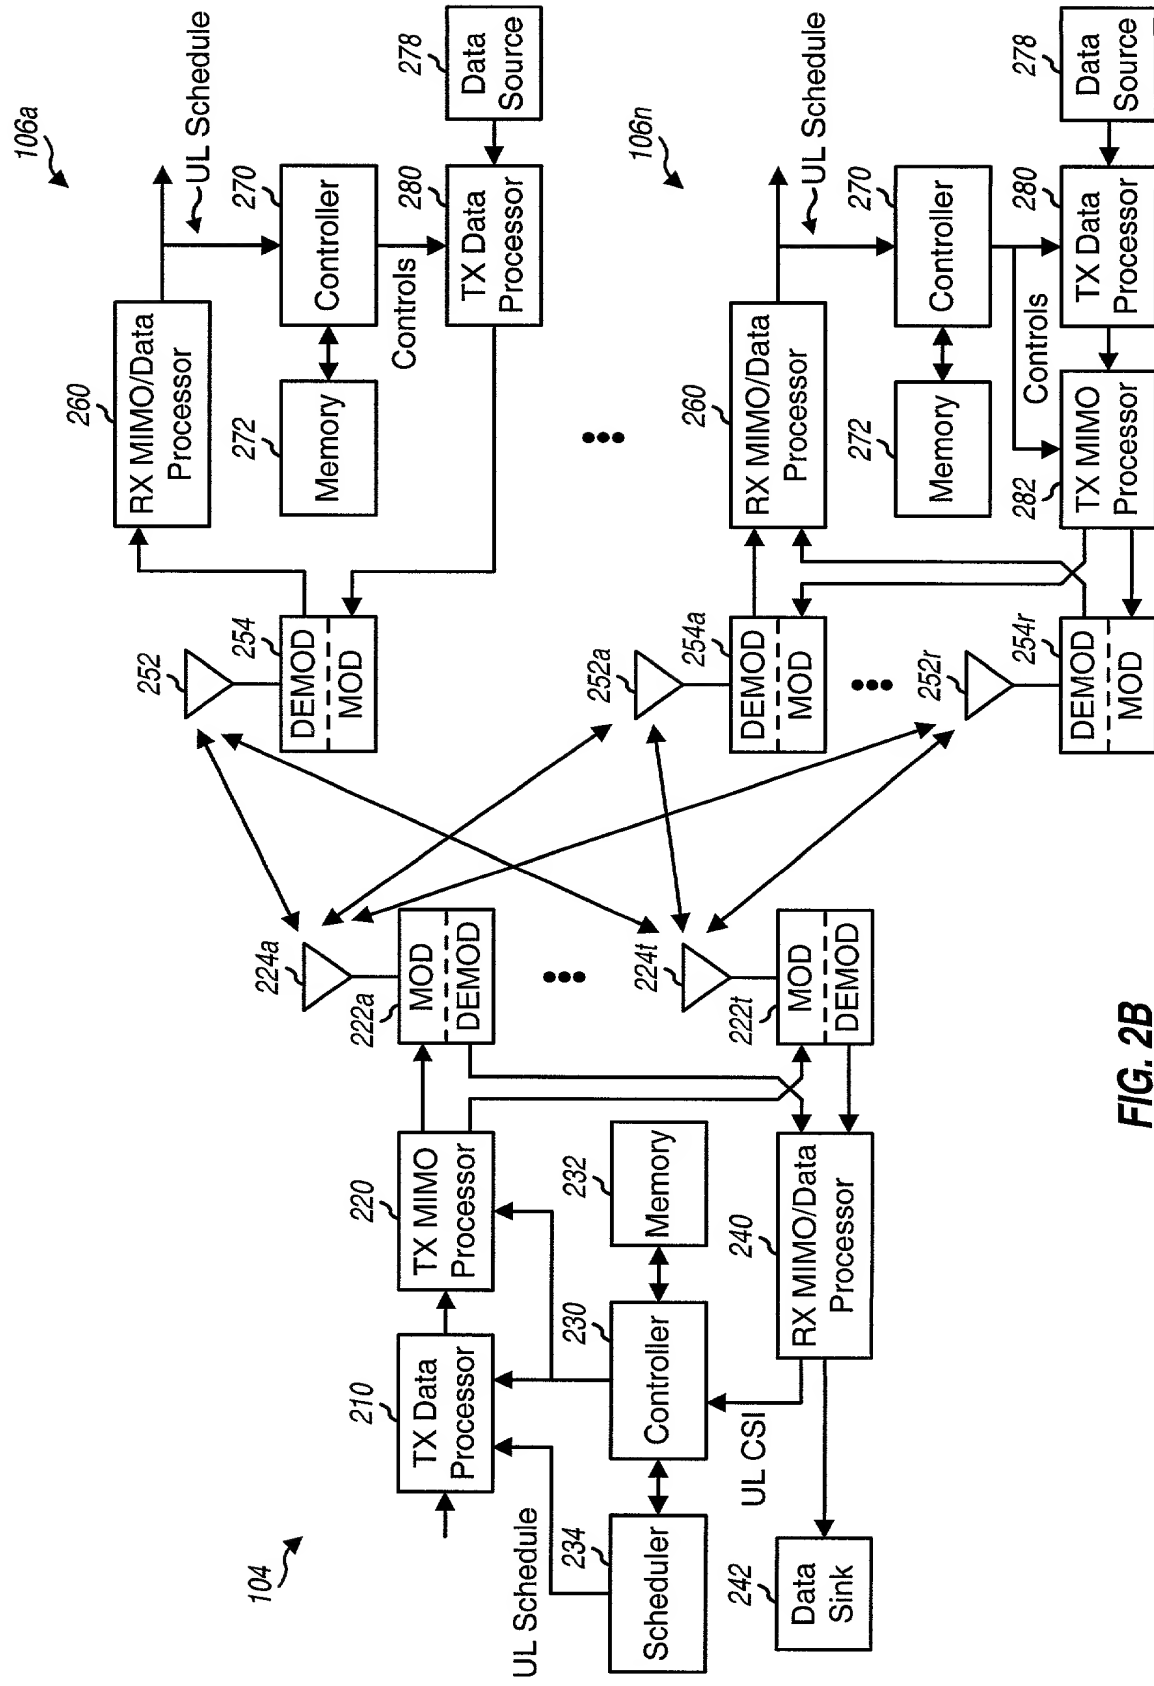 104
TX Data
Processor
210
TX MIMO
Processor
220
222a
MOD
DEMOD
224a
UL Schedule
234
Scheduler
230
Controller
232
Memory
224t
222t
MOD
DEMOD
UL CSI
242
Data
Sink
240
RX MIMO/Data
Processor
106a
252
254
DEMOD
MOD
260
RX MIMO/Data
Processor
UL Schedule
272
Memory
270
Controller
Controls
280
TX Data
Processor
278
Data
Source
106n
252a
254a
DEMOD
MOD
260
RX MIMO/Data
Processor
UL Schedule
272
Memory
270
Controller
Controls
252r
254r
DEMOD
MOD
282
TX MIMO
Processor
280
TX Data
Processor
278
Data
Source
FIG. 2B